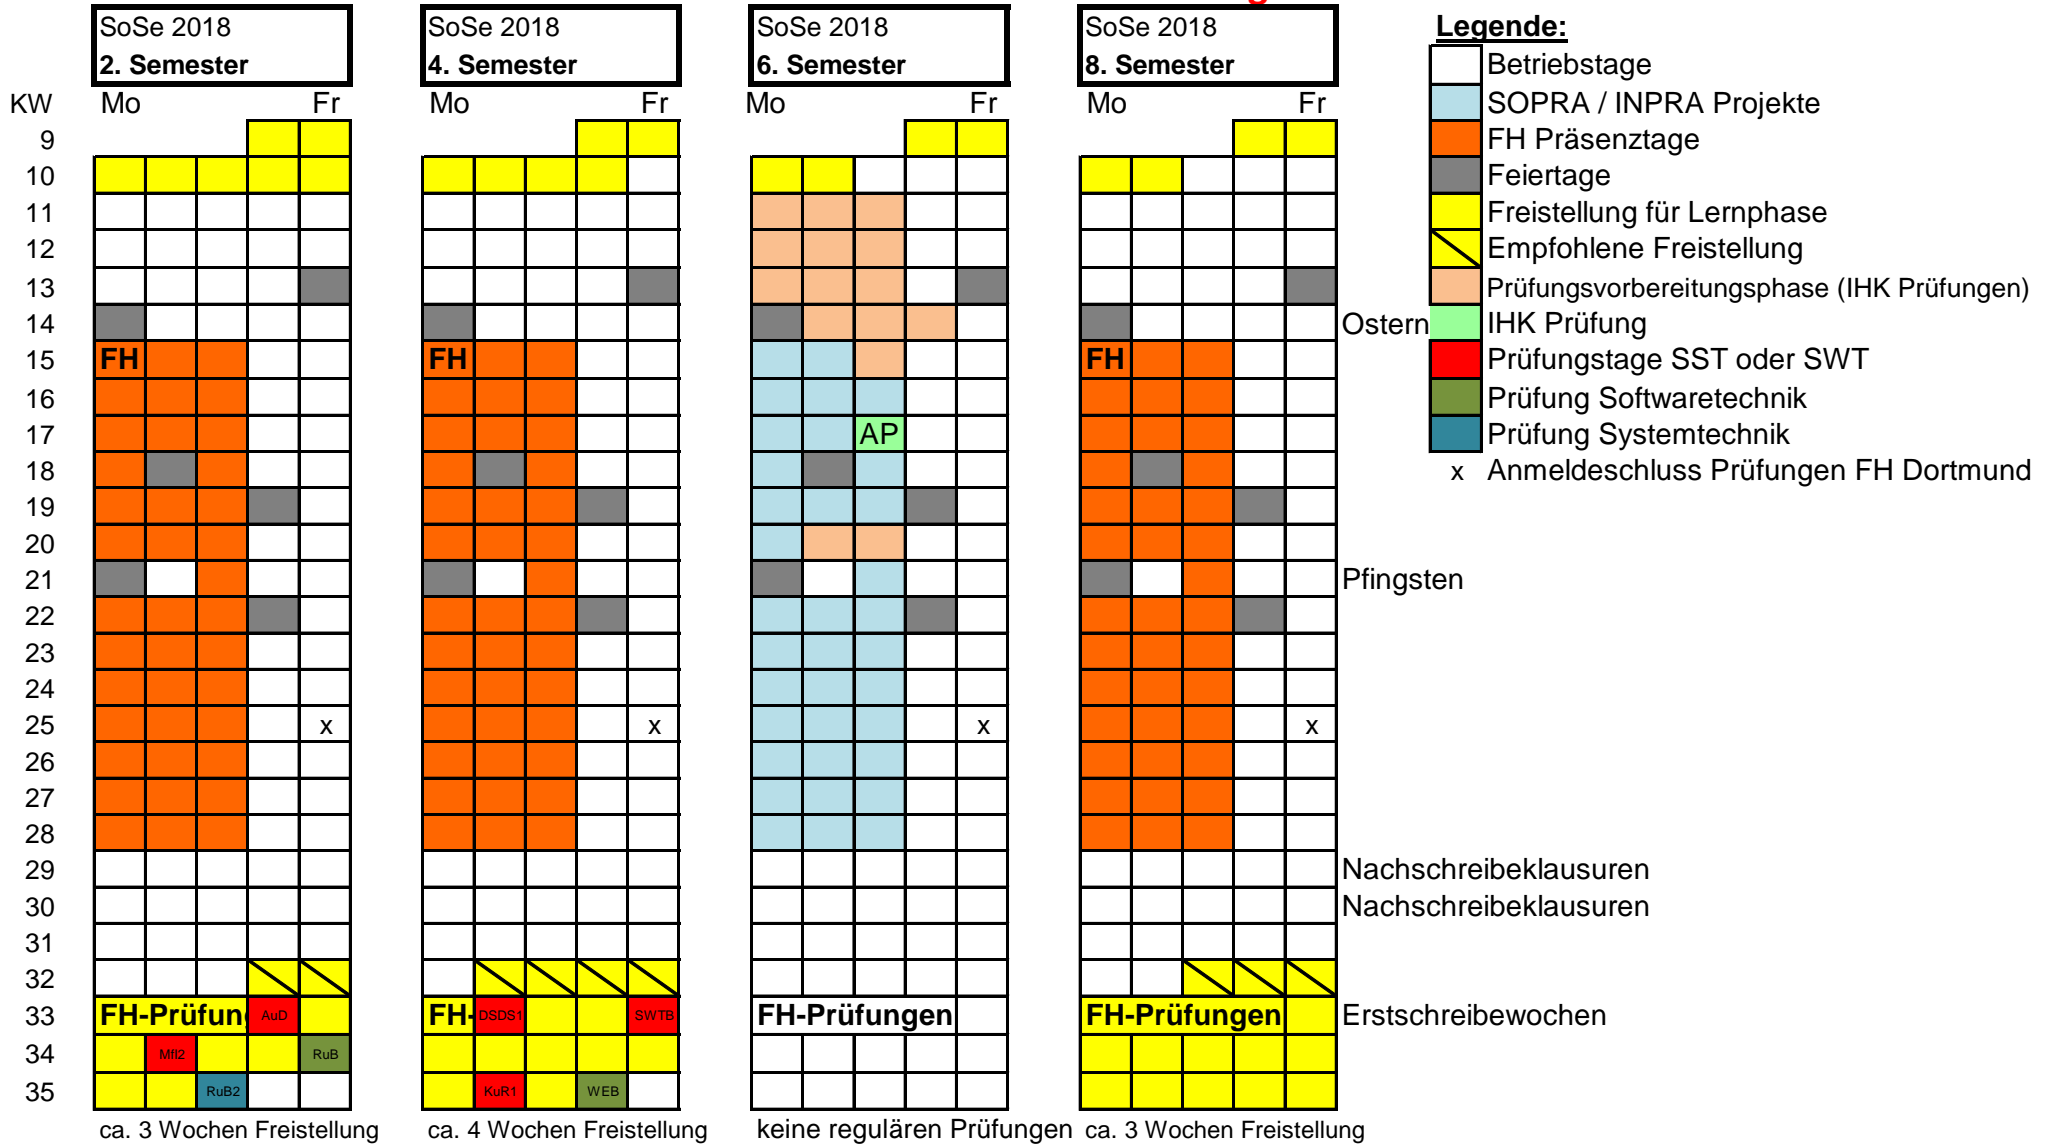 SoSe 2018 SoSe 2018 SoSe 2018 SoSe 2018 Legende:
2. Semester 4. Semester 6. Semester 8. Semester Betriebstage
KW Mo Fr Mo Fr Mo Fr Mo Fr SOPRA / INPRA Projekte
9 FH Präsenztage
10 Feiertage
11 Freistellung für Lernphase
12 Empfohlene Freistellung
13 Prüfungsvorbereitungsphase (IHK Prüfungen)
14 Ostern IHK Prüfung
15 FH FH FH Prüfungstage SST oder SWT
16 Prüfung Softwaretechnik
17 AP Prüfung Systemtechnik
18 x Anmeldeschluss Prüfungen FH Dortmund
19
20
21 Pfingsten
22
23
24
25 x x x x
26
27
28
29 Nachschreibeklausuren
30 Nachschreibeklausuren
31
32
33 FH-Prüfun AuD FH- DSDS1 SWTB FH-Prüfungen FH-Prüfungen Erstschreibewochen
34 MfI2 RuB
35 RuB2 KuR1 WEB
ca. 3 Wochen Freistellung ca. 4 Wochen Freistellung keine regulären Prüfungen ca. 3 Wochen Freistellung